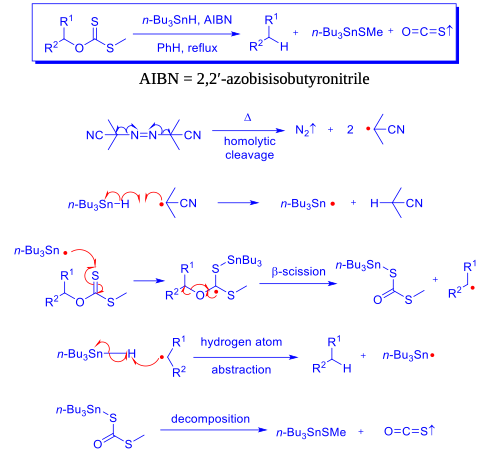 R¹ S n-Bu₃SnH, AIBN R¹
R² O S PhH, reflux R² H + n-Bu₃SnSMe + O=C=S↑
AIBN = 2,2′-azobisisobutyronitrile
NC N=N CN Δ N₂↑ + 2 • CN
homolytic
cleavage
n-Bu₃Sn–H • CN n-Bu₃Sn • + H CN
n-Bu₃Sn •
R¹ S
R² O S
S SnBu₃
R¹
R² O • S
β-scission
n-Bu₃Sn S
O S
+ R¹
R² •
n-Bu₃Sn–H • R¹
R²
hydrogen atom
abstraction
R¹
R² H + n-Bu₃Sn •
n-Bu₃Sn S
O S
decomposition
n-Bu₃SnSMe + O=C=S↑